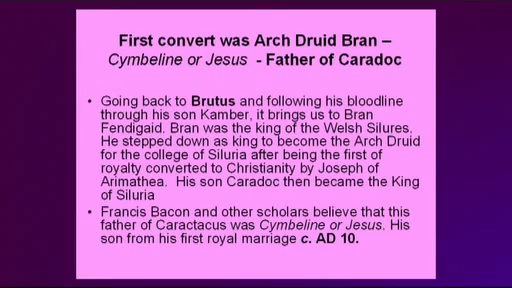 First convert was Arch Druid Bran –
Cymbeline or Jesus - Father of Caradoc
• Going back to Brutus and following his bloodline
through his son Kamber, it brings us to Bran
Fendigaid. Bran was the king of the Welsh Silures.
He stepped down as king to become the Arch Druid
for the college of Siluria after being the first of
royalty converted to Christianity by Joseph of
Arimathea. His son Caradoc then became the King
of Siluria
• Francis Bacon and other scholars believe that this
father of Caractacus was Cymbeline or Jesus. His
son from his first royal marriage c. AD 10.